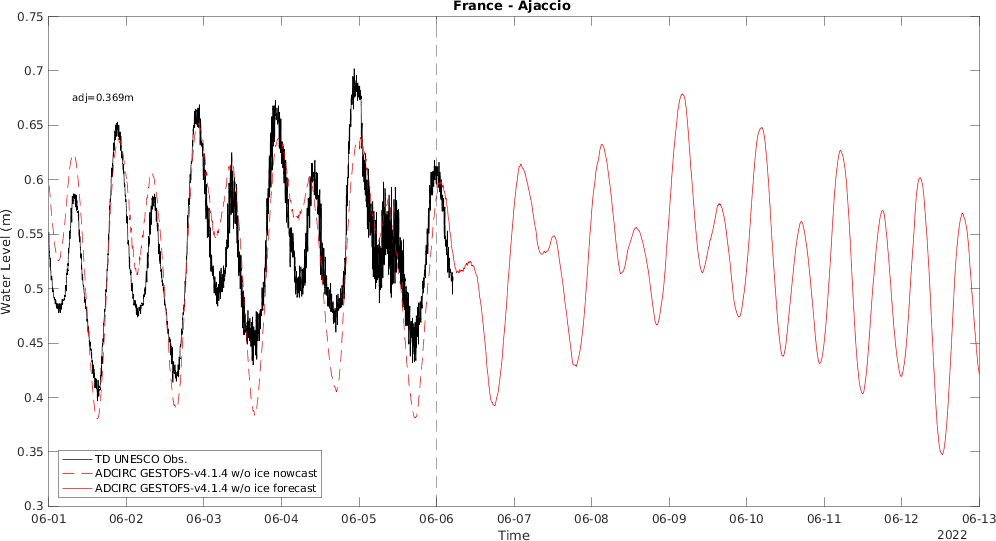 France - Ajaccio
Water Level (m)
0.75
0.7
0.65
0.6
0.55
0.5
0.45
0.4
0.35
0.3
adj=0.369m
TD UNESCO Obs.
ADCIRC GESTOFS-v4.1.4 w/o ice nowcast
ADCIRC GESTOFS-v4.1.4 w/o ice forecast
06-01 06-02 06-03 06-04 06-05 06-06 06-07 06-08 06-09 06-10 06-11 06-12 06-13
Time
2022